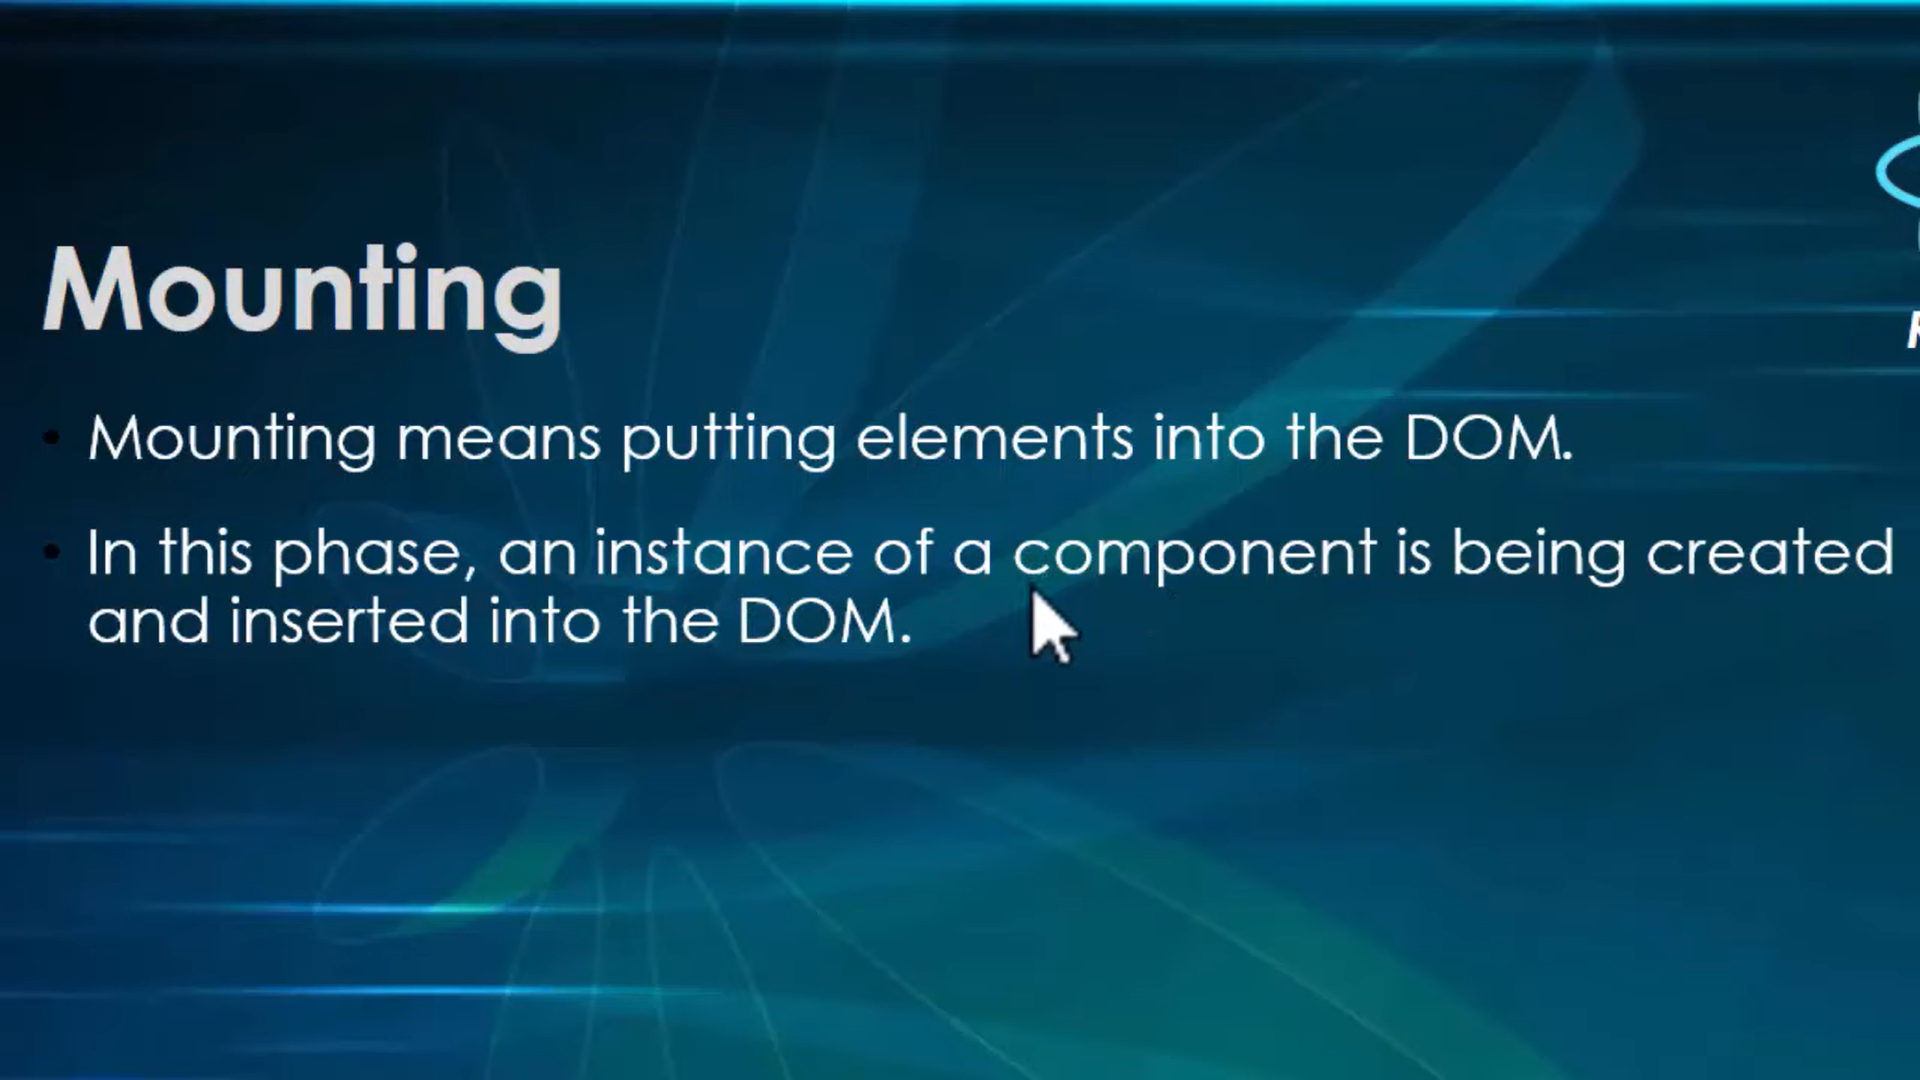 Mounting
Mounting means putting elements into the DOM.
In this phase, an instance of a component is being created
and inserted into the DOM.